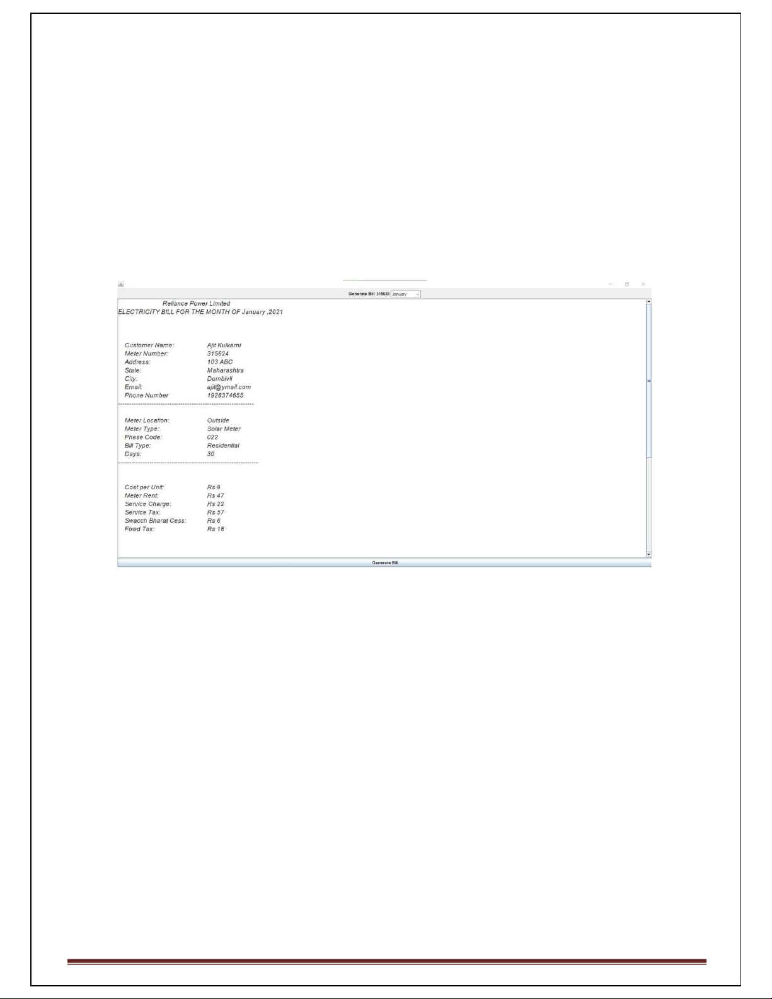 Generate Bill 315624 January
Reliance Power Limited
ELECTRICITY BILL FOR THE MONTH OF January ,2021
Customer Name: Ajit Kulkarni
Meter Number: 315624
Address: 103 ABC
State: Maharashtra
City: Dombivli
Email: ajit@ymail.com
Phone Number 1928374655
---------------------------------------------------------------
Meter Location: Outside
Meter Type: Solar Meter
Phase Code: 022
Bill Type: Residential
Days: 30
-----------------------------------------------------------------
Cost per Unit: Rs 9
Meter Rent: Rs 47
Service Charge: Rs 22
Service Tax: Rs 57
Swacch Bharat Cess: Rs 6
Fixed Tax: Rs 18
Generate Bill